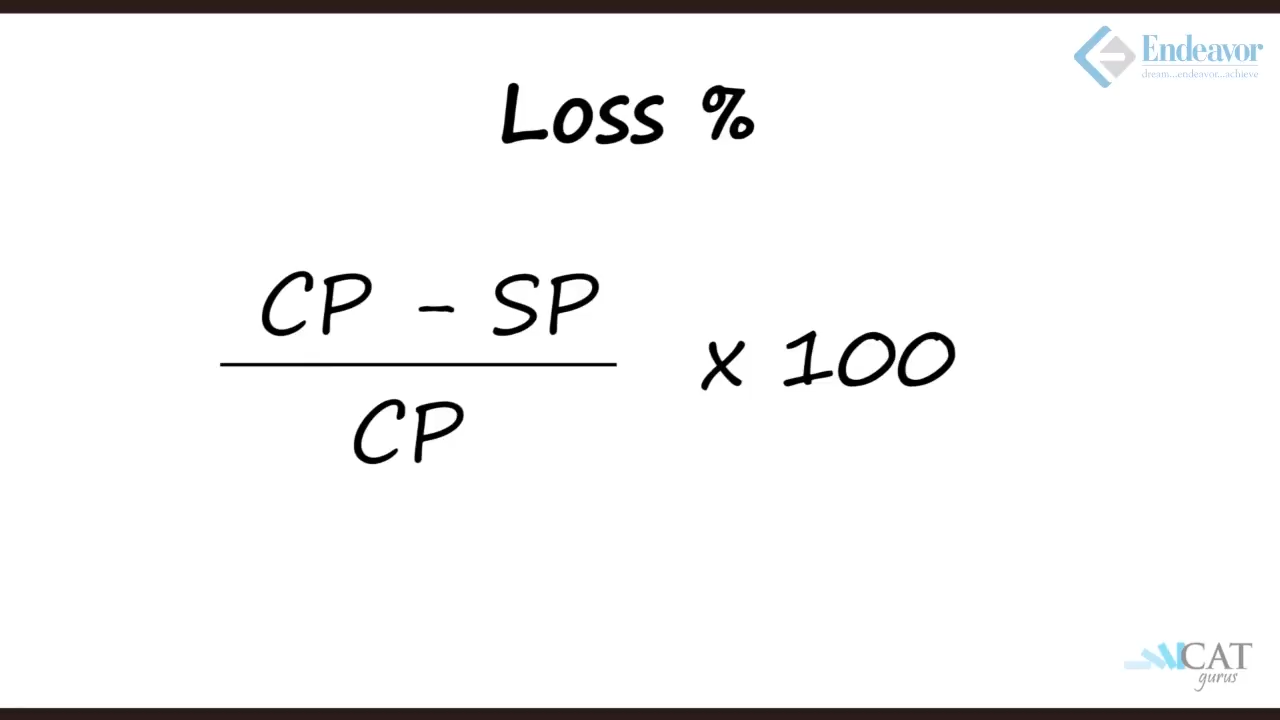 Endeavor
dream...endeavor...achieve
Loss %
CP - SP
x 100
CP
CAT
gurus